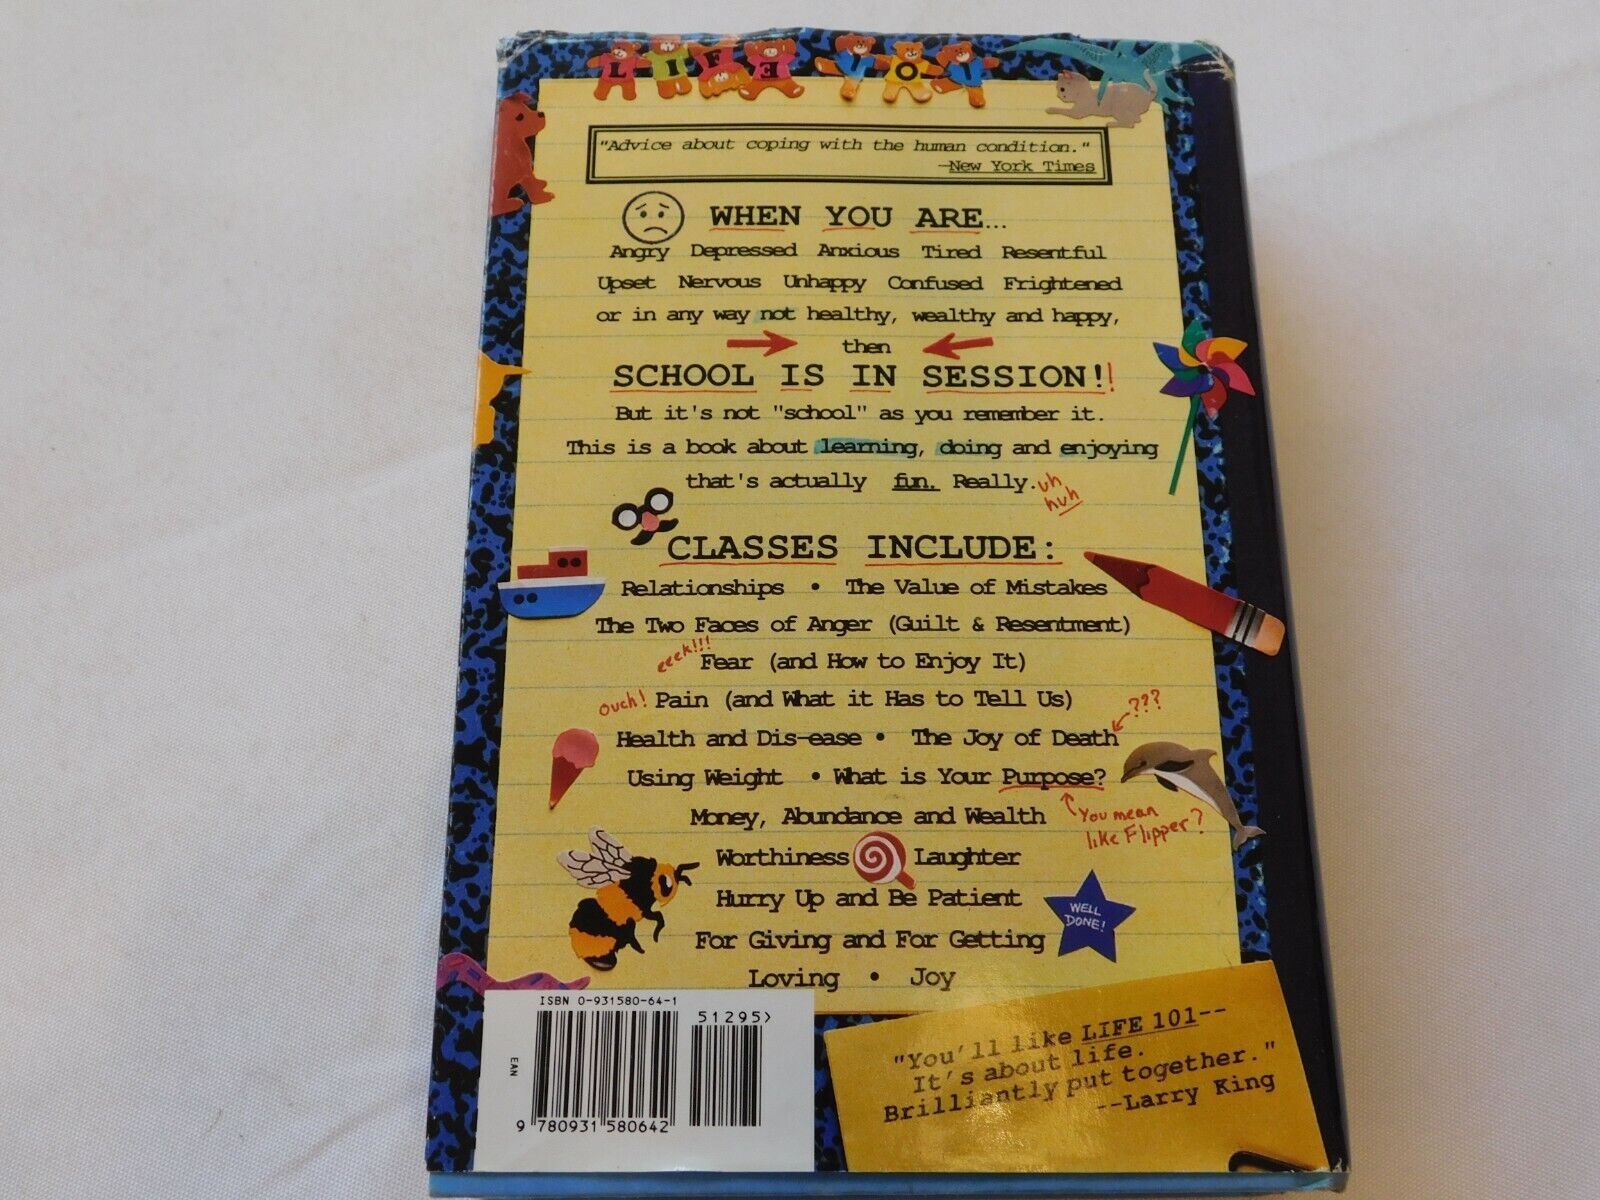 LIFE YOU
"Advice about coping with the human condition."
—New York Times
WHEN YOU ARE...
Angry Depressed Anxious Tired Resentful
Upset Nervous Unhappy Confused Frightened
or in any way not healthy, wealthy and happy,
then
SCHOOL IS IN SESSION!!
But it's not "school" as you remember it.
This is a book about learning, doing and enjoying
that's actually fun. Really. uh
huh
CLASSES INCLUDE:
Relationships • The Value of Mistakes
The Two Faces of Anger (Guilt & Resentment)
eeek!!! Fear (and How to Enjoy It)
ouch! Pain (and What it Has to Tell Us)
???
Health and Dis-ease • The Joy of Death
Using Weight • What is Your Purpose?
Money, Abundance and Wealth
You mean
like Flipper?
Worthiness Laughter
Hurry Up and Be Patient
WELL
DONE!
For Giving and For Getting
Loving • Joy
ISBN 0-931580-64-1
51295>
EAN
9 780931 580642
"You'll like LIFE 101--
It's about life.
Brilliantly put together."
--Larry King